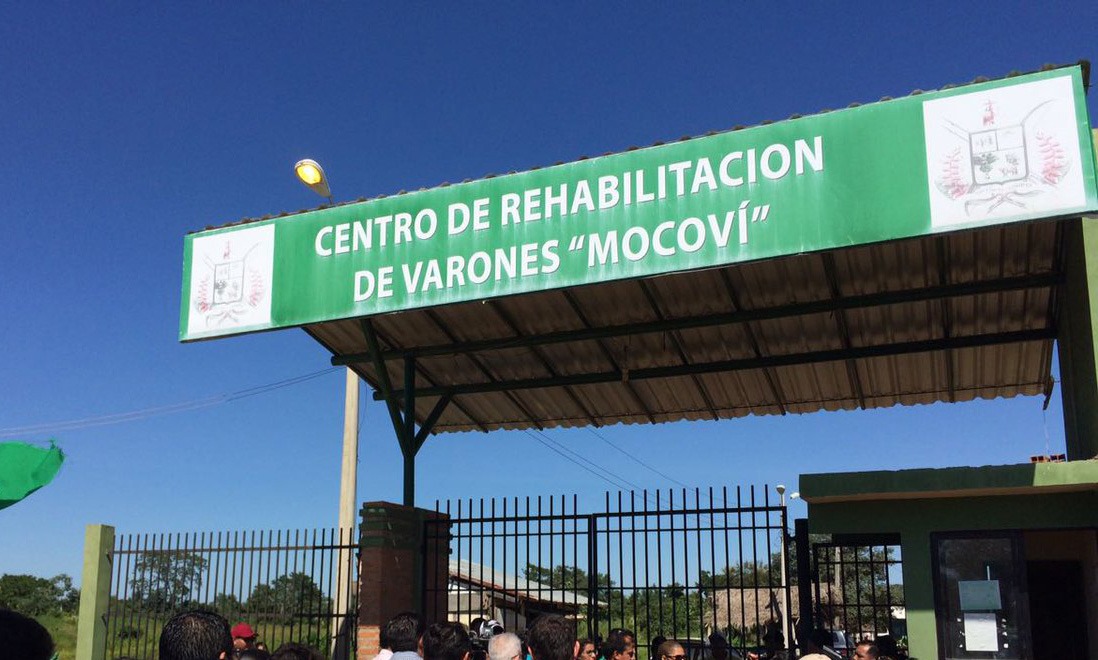 CENTRO DE REHABILITACION
DE VARONES “MOCOVÍ”